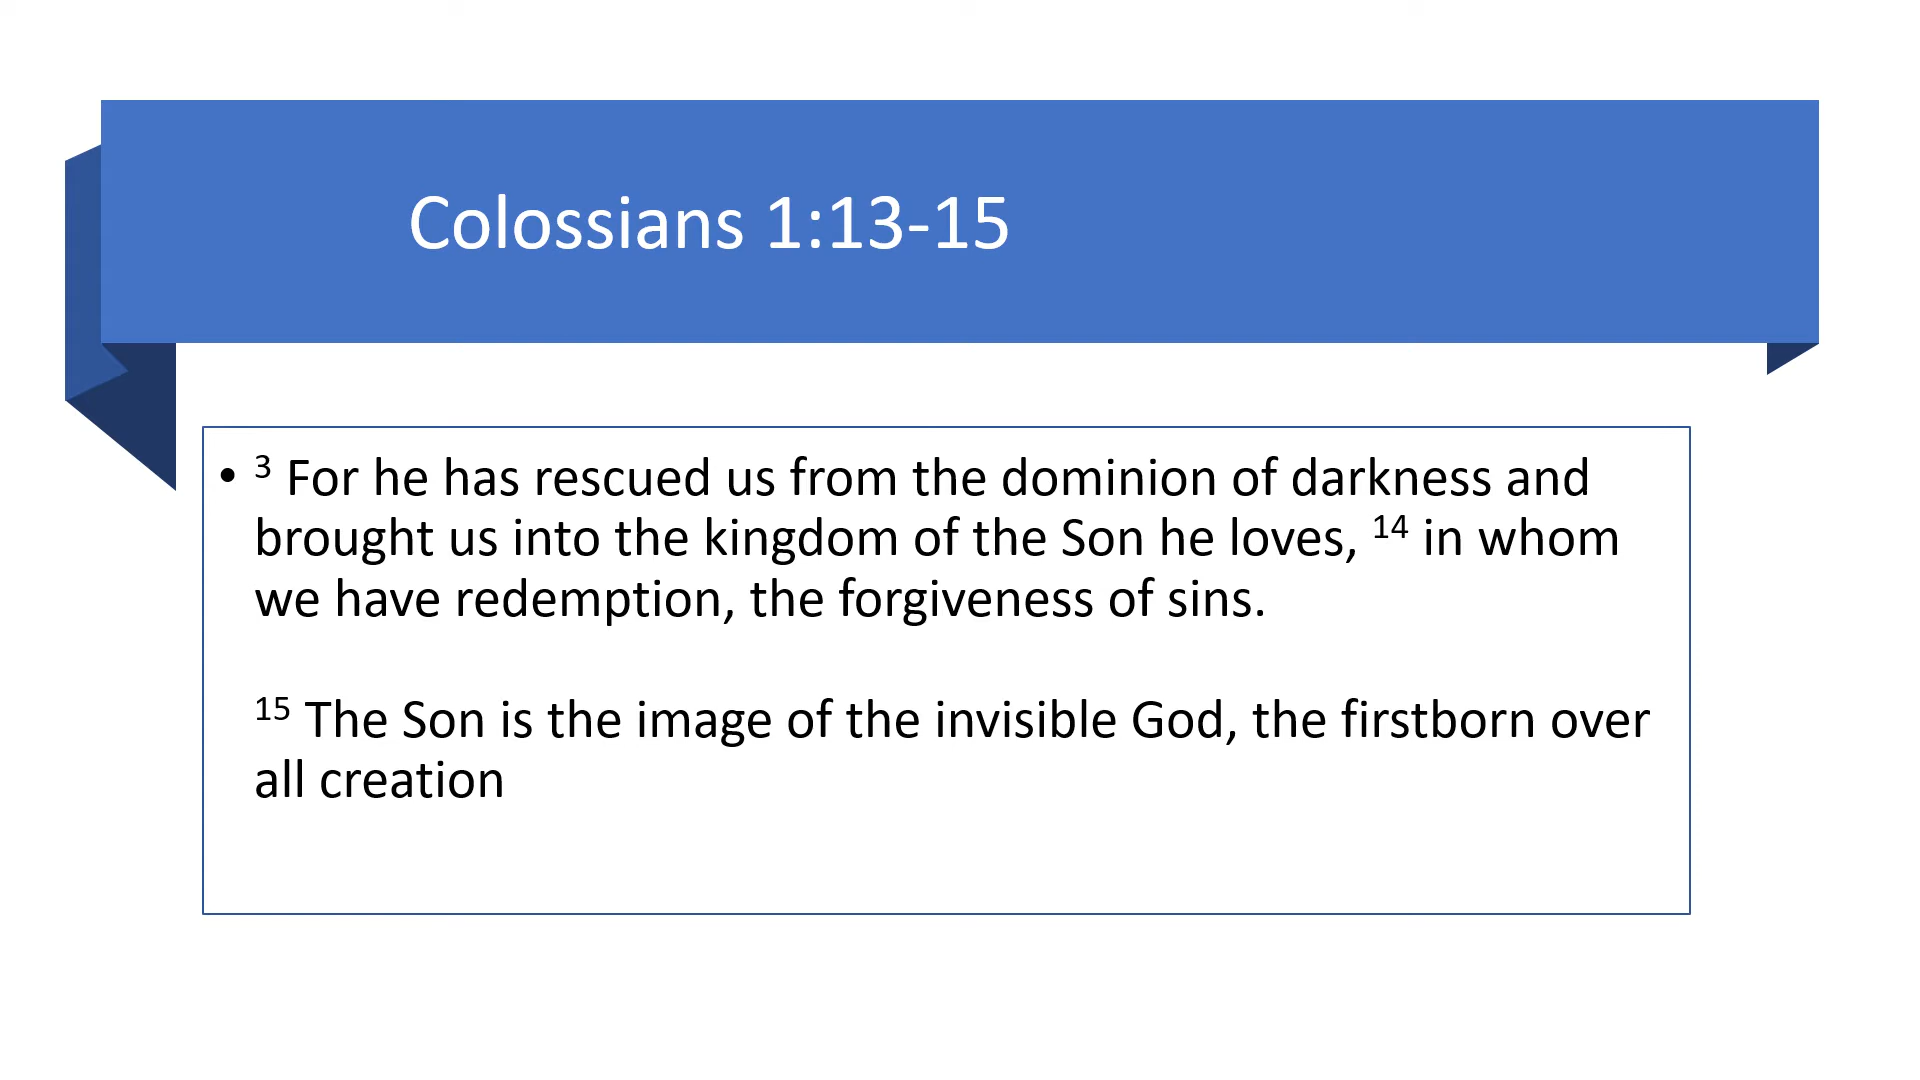 Colossians 1:13-15
• ³ For he has rescued us from the dominion of darkness and
brought us into the kingdom of the Son he loves, ¹⁴ in whom
we have redemption, the forgiveness of sins.
¹⁵ The Son is the image of the invisible God, the firstborn over
all creation